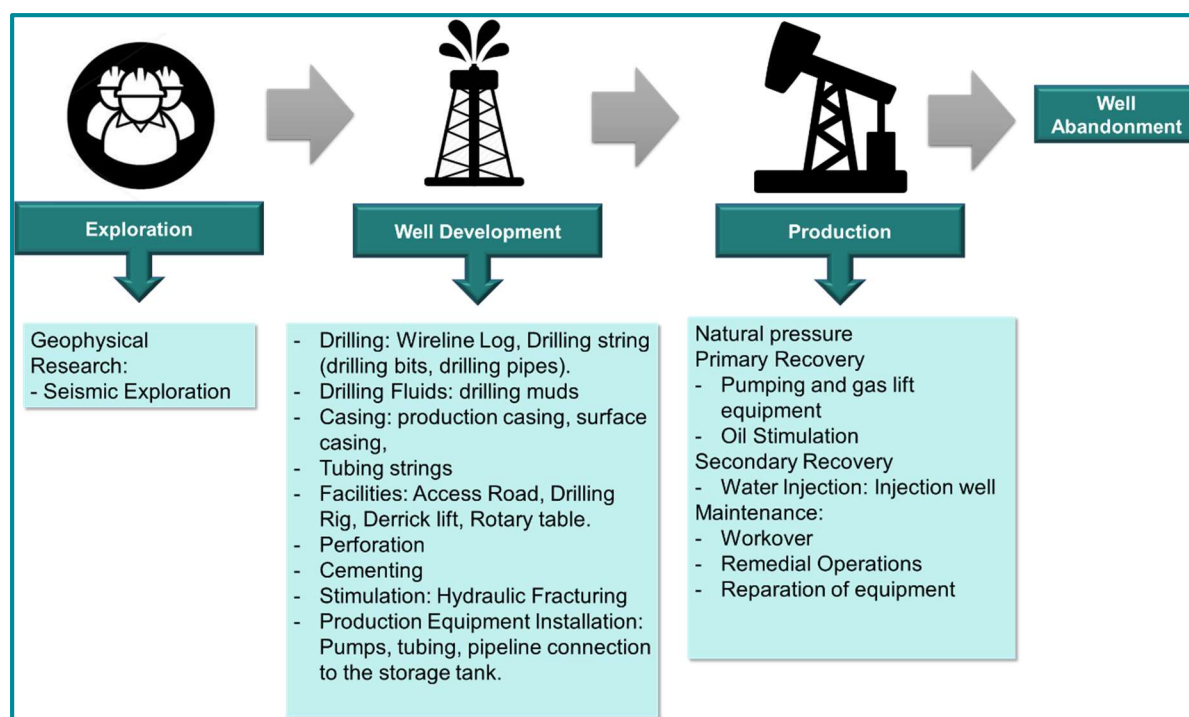 Well
Abandonment
Exploration
Well Development
Production
Geophysical
Research:
- Seismic Exploration
- Drilling: Wireline Log, Drilling string
(drilling bits, drilling pipes).
- Drilling Fluids: drilling muds
- Casing: production casing, surface
casing,
- Tubing strings
- Facilities: Access Road, Drilling
Rig, Derrick lift, Rotary table.
- Perforation
- Cementing
- Stimulation: Hydraulic Fracturing
- Production Equipment Installation:
Pumps, tubing, pipeline connection
to the storage tank.
Natural pressure
Primary Recovery
- Pumping and gas lift
equipment
- Oil Stimulation
Secondary Recovery
- Water Injection: Injection well
Maintenance:
- Workover
- Remedial Operations
- Reparation of equipment